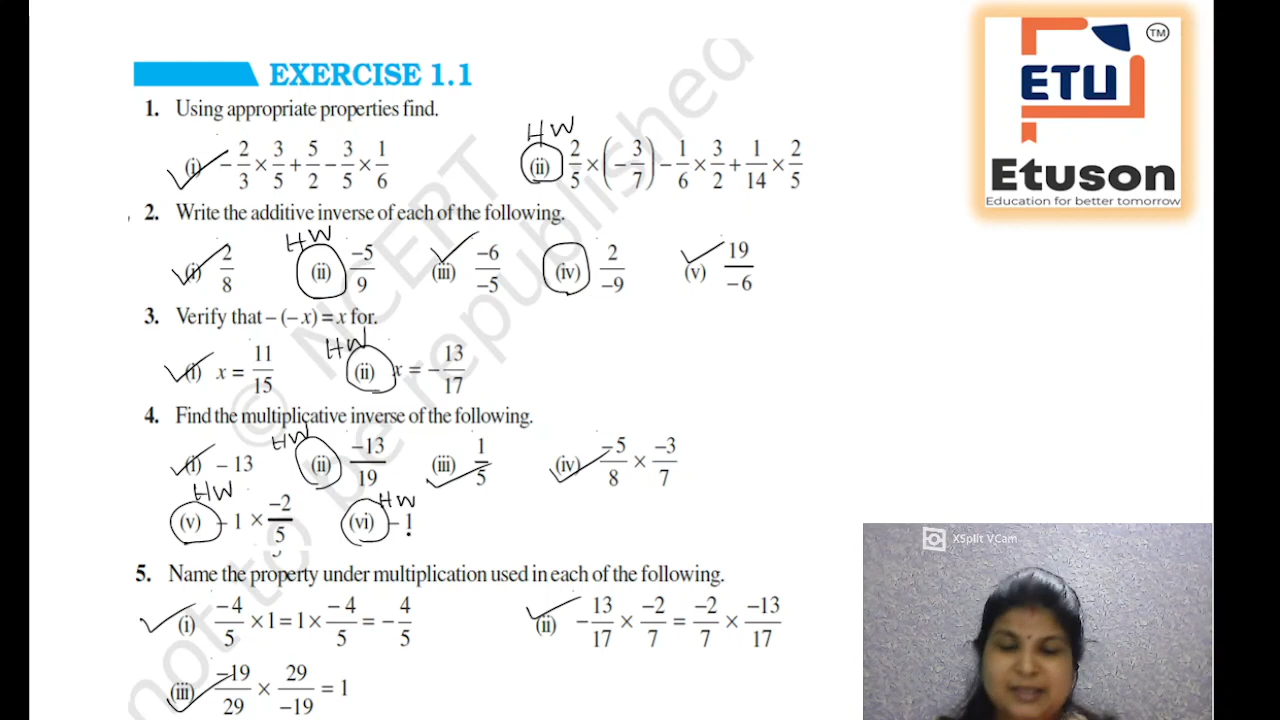 EXERCISE 1.1
1. Using appropriate properties find.
HW
(i) −2/3 × 3/5 + 5/2 − 3/5 × 1/6 (ii) 2/5 × (−3/7) − 1/6 × 3/2 + 1/14 × 2/5
2. Write the additive inverse of each of the following.
HW
(i) 2/8 (ii) −5/9 (iii) −6/−5 (iv) 2/−9 (v) 19/−6
3. Verify that − (− x) = x for.
HW
(i) x = 11/15 (ii) x = −13/17
4. Find the multiplicative inverse of the following.
HW
(i) − 13 (ii) −13/19 (iii) 1/5 (iv) −5/8 × −3/7
HW HW
(v) − 1 × −2/5 (vi) − 1
5. Name the property under multiplication used in each of the following.
(i) −4/5 × 1 = 1 × −4/5 = −4/5 (ii) −13/17 × −2/7 = −2/7 × −13/17
(iii) −19/29 × 29/−19 = 1
© NCERT
not to be republished
ETU
TM
Etuson
Education for better tomorrow
XSplit VCam